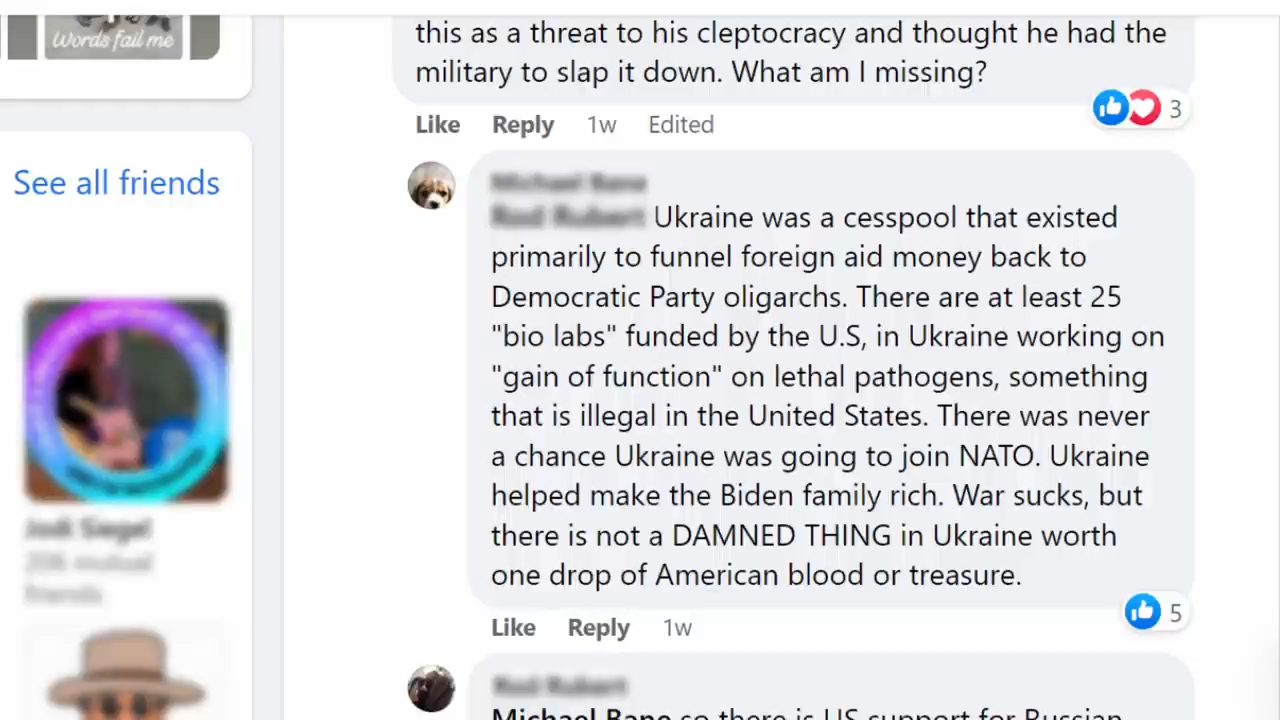 Words fail me
this as a threat to his cleptocracy and thought he had the
military to slap it down. What am I missing?
3
Like Reply 1w Edited
See all friends
Ukraine was a cesspool that existed
primarily to funnel foreign aid money back to
Democratic Party oligarchs. There are at least 25
"bio labs" funded by the U.S, in Ukraine working on
"gain of function" on lethal pathogens, something
that is illegal in the United States. There was never
a chance Ukraine was going to join NATO. Ukraine
helped make the Biden family rich. War sucks, but
there is not a DAMNED THING in Ukraine worth
one drop of American blood or treasure.
5
Like Reply 1w
so there is US support for Russian